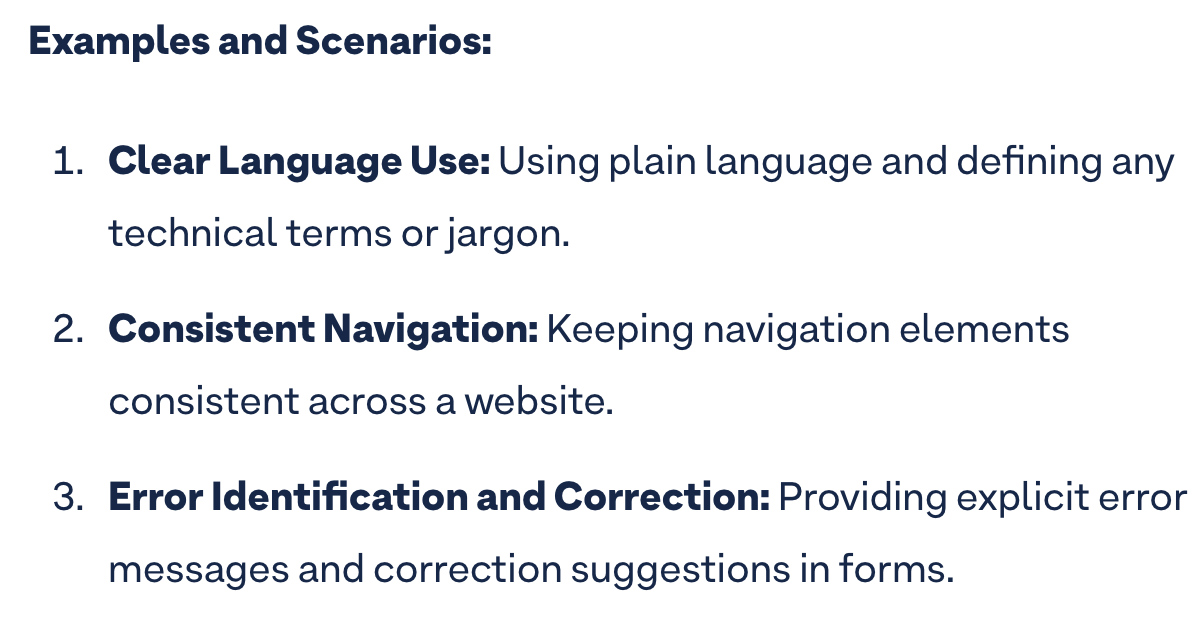 Examples and Scenarios:
1. Clear Language Use: Using plain language and defining any
technical terms or jargon.
2. Consistent Navigation: Keeping navigation elements
consistent across a website.
3. Error Identification and Correction: Providing explicit error
messages and correction suggestions in forms.